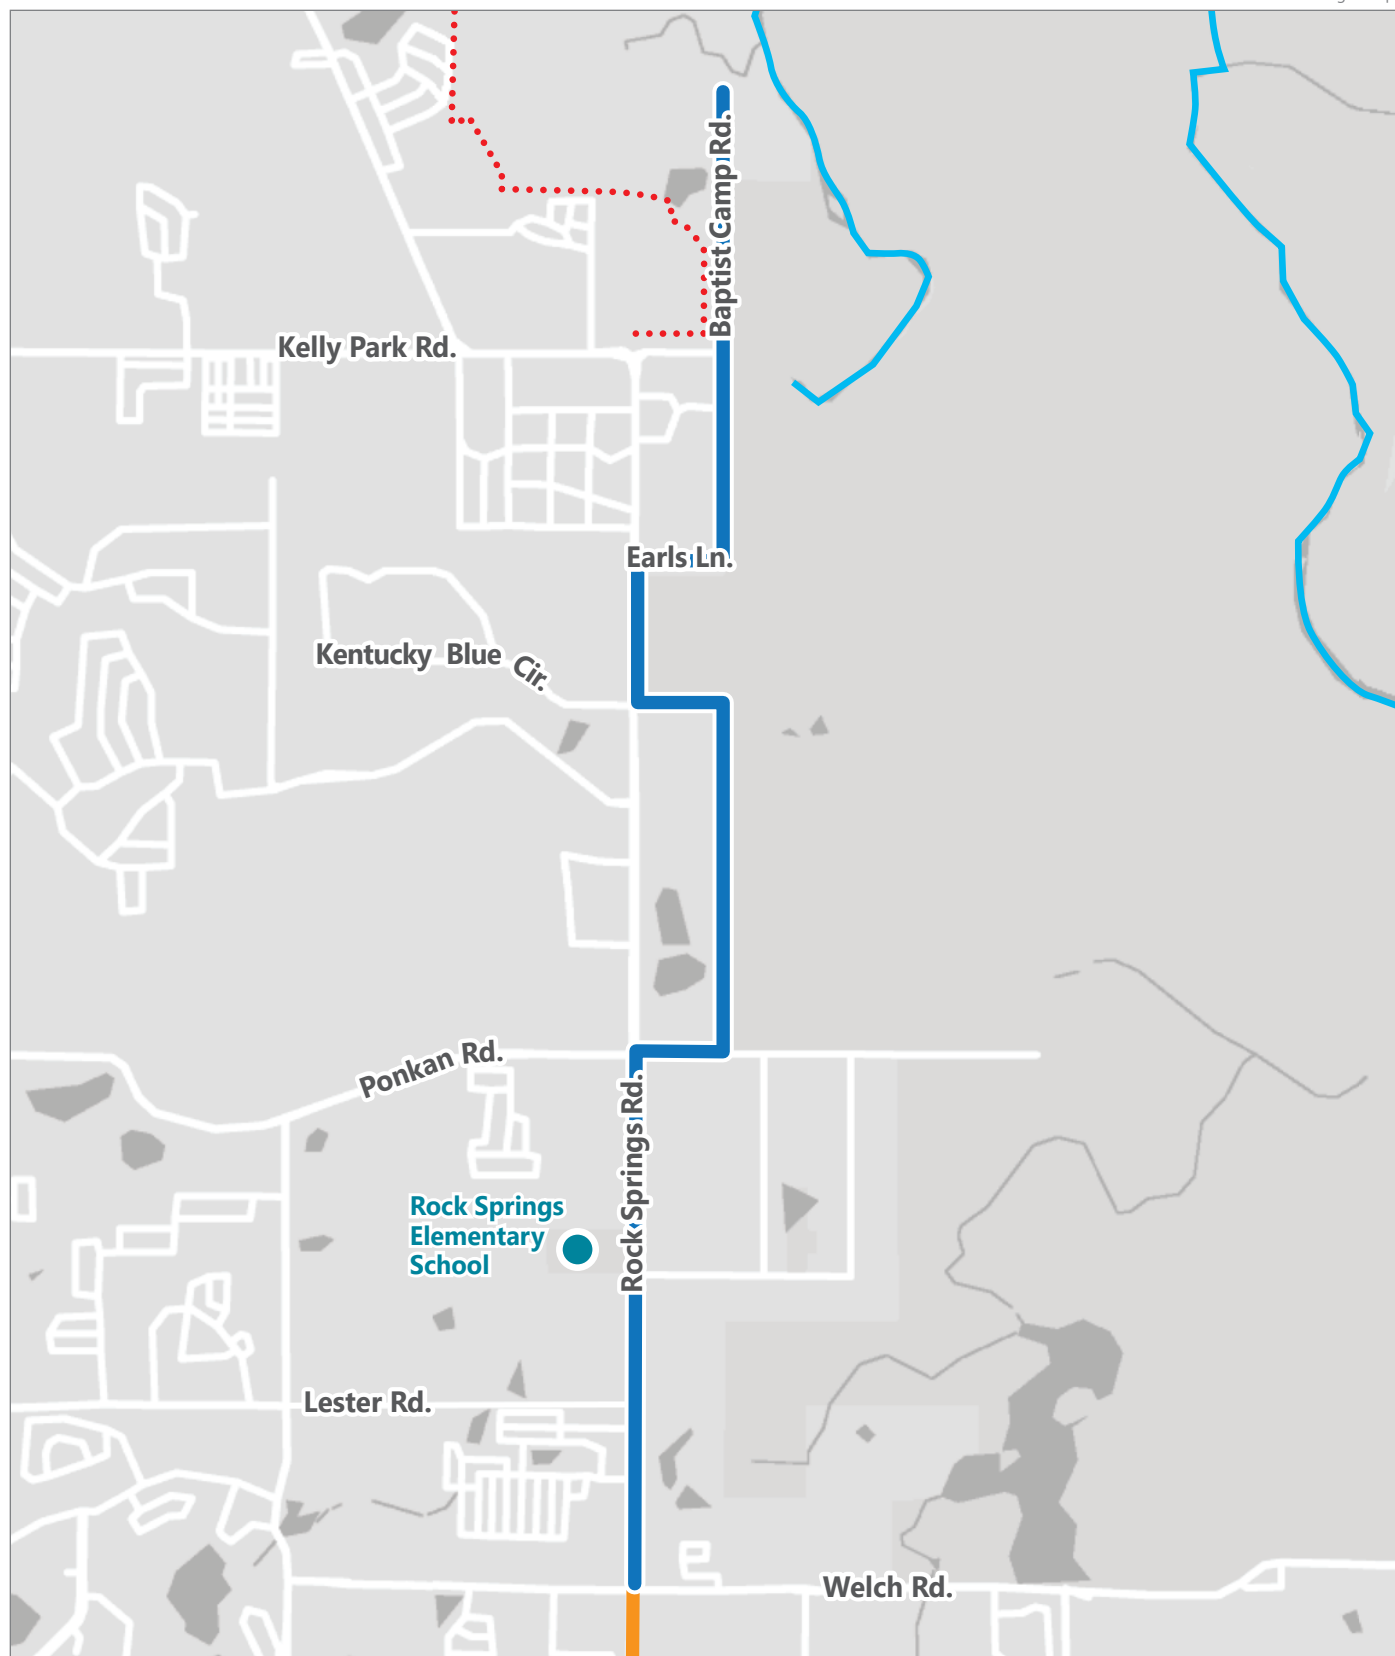 Baptist Camp Rd.
Kelly Park Rd.
Earls Ln.
Kentucky Blue Cir.
Ponkan Rd.
Rock Springs Rd.
Rock Springs
Elementary
School
Lester Rd.
Welch Rd.